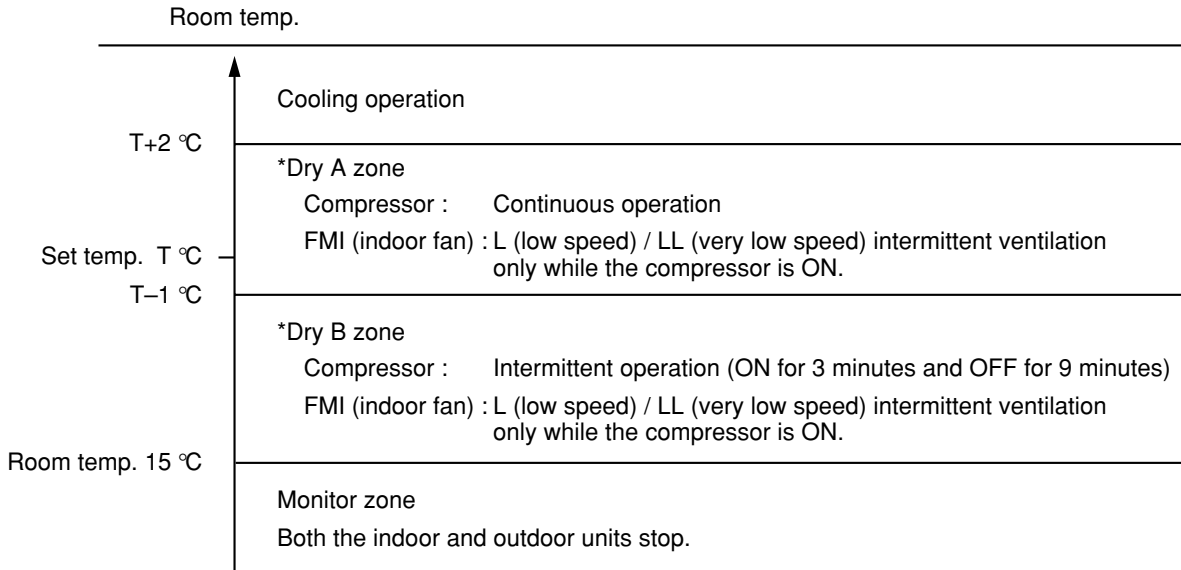 Room temp.
Cooling operation
T+2 °C
*Dry A zone
Compressor : Continuous operation
FMI (indoor fan) : L (low speed) / LL (very low speed) intermittent ventilation
only while the compressor is ON.
Set temp. T °C
T–1 °C
*Dry B zone
Compressor : Intermittent operation (ON for 3 minutes and OFF for 9 minutes)
FMI (indoor fan) : L (low speed) / LL (very low speed) intermittent ventilation
only while the compressor is ON.
Room temp. 15 °C
Monitor zone
Both the indoor and outdoor units stop.